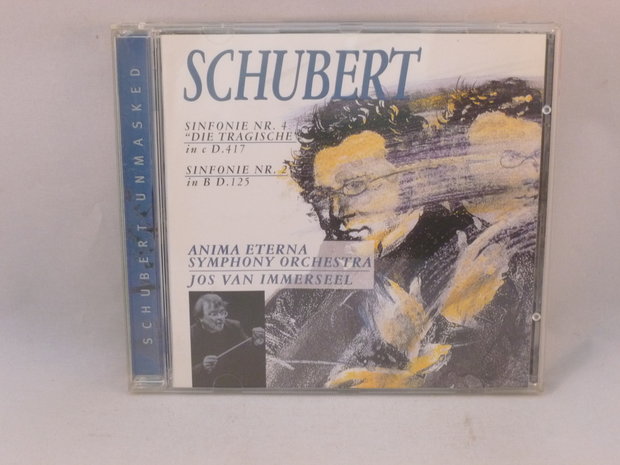 SCHUBERT
SINFONIE NR. 4
"DIE TRAGISCHE
in c D.417
SINFONIE NR. 2
in B D.125
ANIMA ETERNA
SYMPHONY ORCHESTRA
JOS VAN IMMERSEEL
SCHUBERT UNMASKED